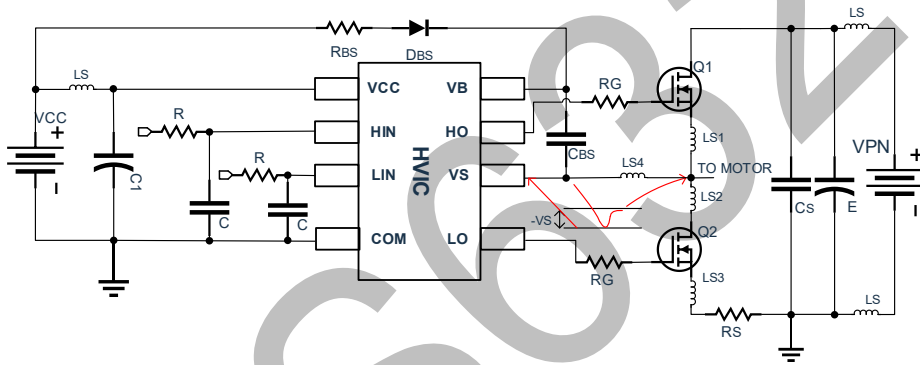 LS
RBS
DBS
Q1
LS
VCC
VB
RG
VCC
+
R
HIN
HO
LS1
CBS
C1
R
HVIC
LS4
VPN
+
LIN
VS
TO MOTOR
LS2
CS
E
-VS
C
C
COM
LO
Q2
RG
LS3
LS
RS